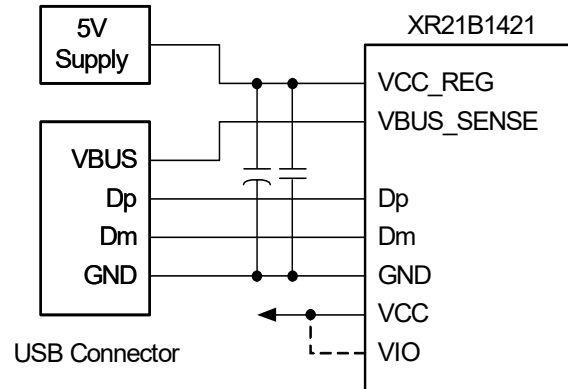 5V
Supply
XR21B1421
VCC_REG
VBUS_SENSE
VBUS
Dp
Dp
Dm
Dm
GND
GND
VCC
VIO
USB Connector